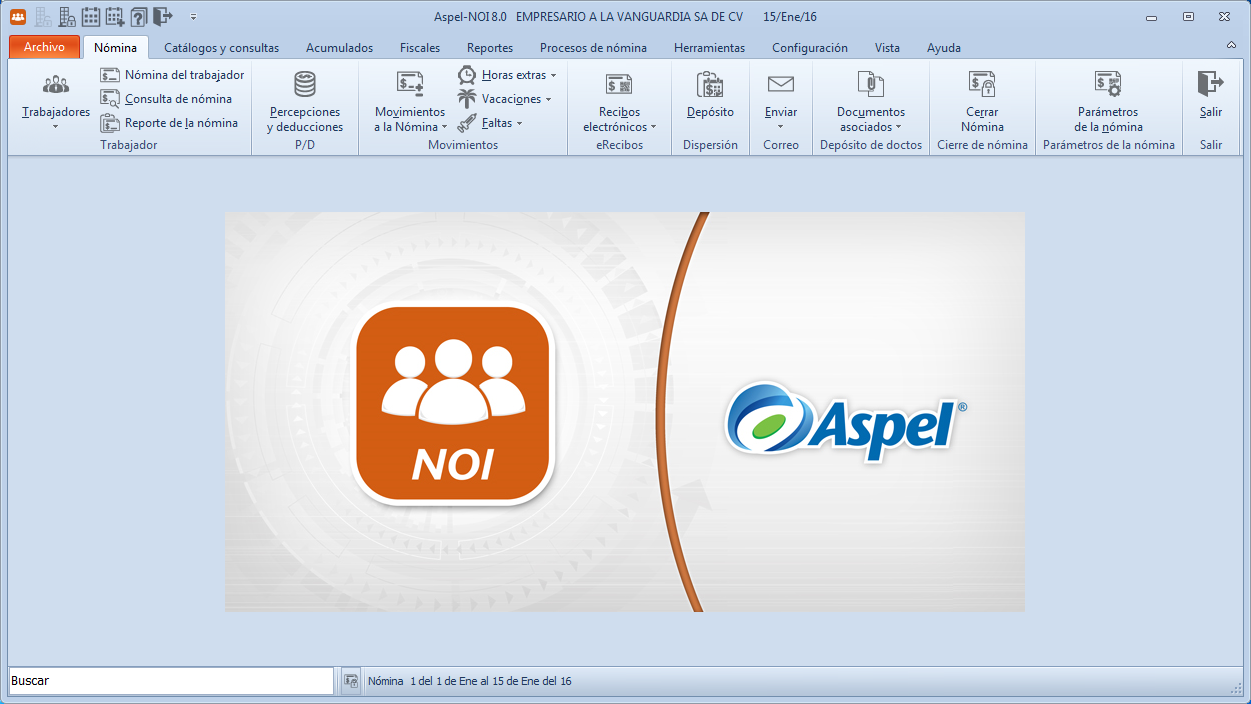 Aspel-NOI 8.0 EMPRESARIO A LA VANGUARDIA SA DE CV 15/Ene/16
Archivo Nómina Catálogos y consultas Acumulados Fiscales Reportes Procesos de nómina Herramientas Configuración Vista Ayuda
Trabajadores
Nómina del trabajador
Consulta de nómina
Reporte de la nómina
Trabajador
Percepciones
y deducciones
P/D
Movimientos
a la Nómina
Horas extras
Vacaciones
Faltas
Movimientos
Recibos
electrónicos
eRecibos
Depósito
Dispersión
Enviar
Correo
Documentos
asociados
Depósito de doctos
Cerrar
Nómina
Cierre de nómina
Parámetros
de la nómina
Parámetros de la nómina
Salir
Salir
NOI
Aspel®
Buscar
Nómina 1 del 1 de Ene al 15 de Ene del 16